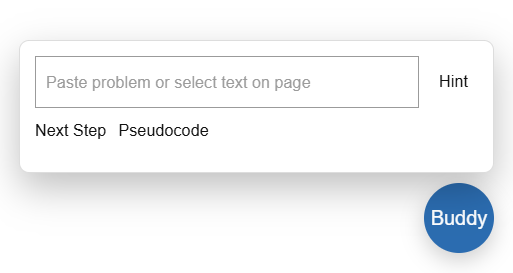 Paste problem or select text on page
Hint
Next Step
Pseudocode
Buddy